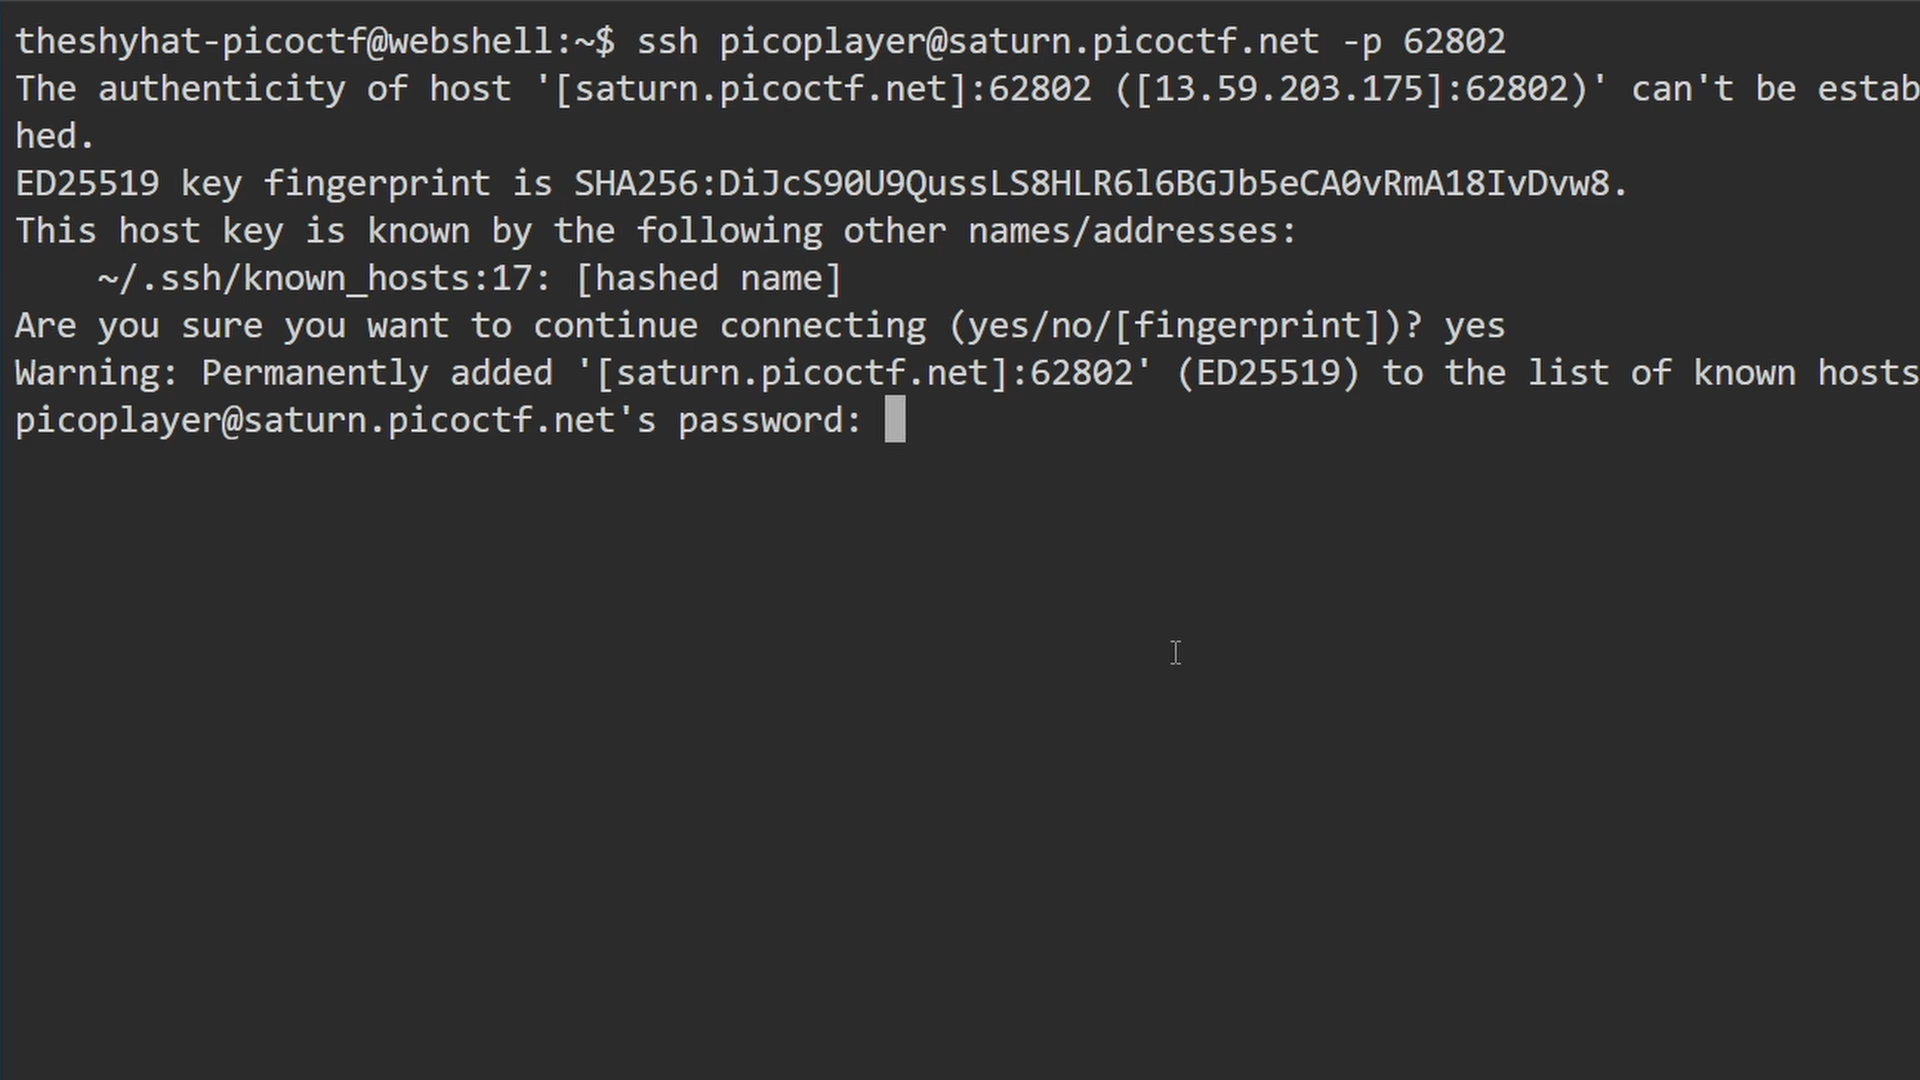 theshyhat-picoctf@webshell:~$ ssh picoplayer@saturn.picoctf.net -p 62802
The authenticity of host '[saturn.picoctf.net]:62802 ([13.59.203.175]:62802)' can't be estab
hed.
ED25519 key fingerprint is SHA256:DiJcS90U9QussLS8HLR6l6BGJb5eCA0vRmA18IvDvw8.
This host key is known by the following other names/addresses:
    ~/.ssh/known_hosts:17: [hashed name]
Are you sure you want to continue connecting (yes/no/[fingerprint])? yes
Warning: Permanently added '[saturn.picoctf.net]:62802' (ED25519) to the list of known hosts
picoplayer@saturn.picoctf.net's password: